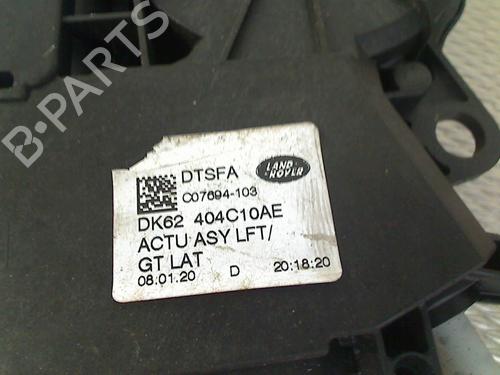 B-PARTS
DTSFA
LAND-
ROVER
C07694-103
DK62 404C10AE
ACTU ASY LFT/
GT LAT
08.01.20 D 20:18:20